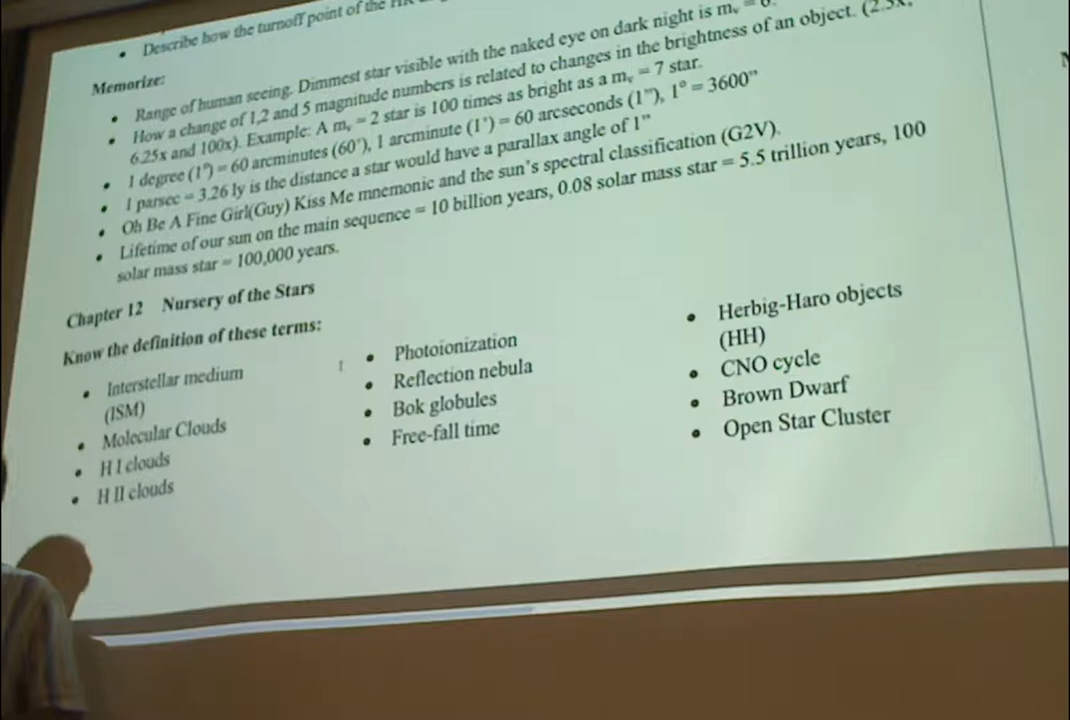 • Describe how the turnoff point of the
Memorize:
• Range of human seeing. Dimmest star visible with the naked eye on dark night is mᵥ = 6.
• How a change of 1,2 and 5 magnitude numbers is related to changes in the brightness of an object. (2.5x,
6.25x and 100x). Example: A mᵥ = 2 star is 100 times as bright as a mᵥ = 7 star.
• 1 degree (1°) = 60 arcminutes (60'), 1 arcminute (1') = 60 arcseconds (1"), 1° = 3600"
• 1 parsec = 3.26 ly is the distance a star would have a parallax angle of 1"
• Oh Be A Fine Girl(Guy) Kiss Me mnemonic and the sun's spectral classification (G2V).
• Lifetime of our sun on the main sequence = 10 billion years, 0.08 solar mass star = 5.5 trillion years, 100
solar mass star = 100,000 years.
Chapter 12 Nursery of the Stars
Know the definition of these terms:
• Interstellar medium
(ISM)
• Molecular Clouds
• H I clouds
• H II clouds
• Photoionization
• Reflection nebula
• Bok globules
• Free-fall time
• Herbig-Haro objects
(HH)
• CNO cycle
• Brown Dwarf
• Open Star Cluster